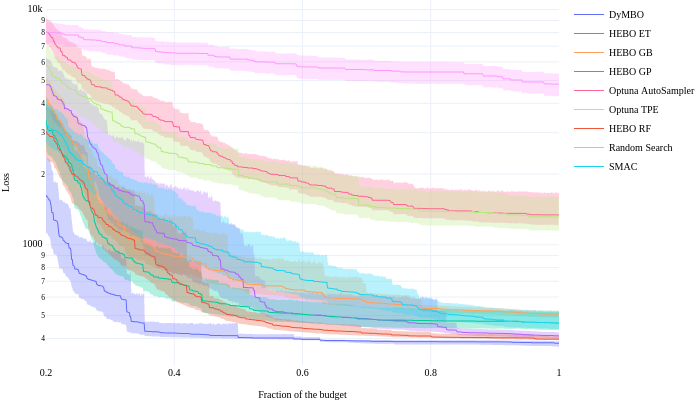 10k
9
8
7
6
5
4
3
2
1000
9
8
7
6
5
4
Loss
0.2
0.4
0.6
0.8
1
Fraction of the budget
DyMBO
HEBO ET
HEBO GB
HEBO GP
Optuna AutoSampler
Optuna TPE
HEBO RF
Random Search
SMAC